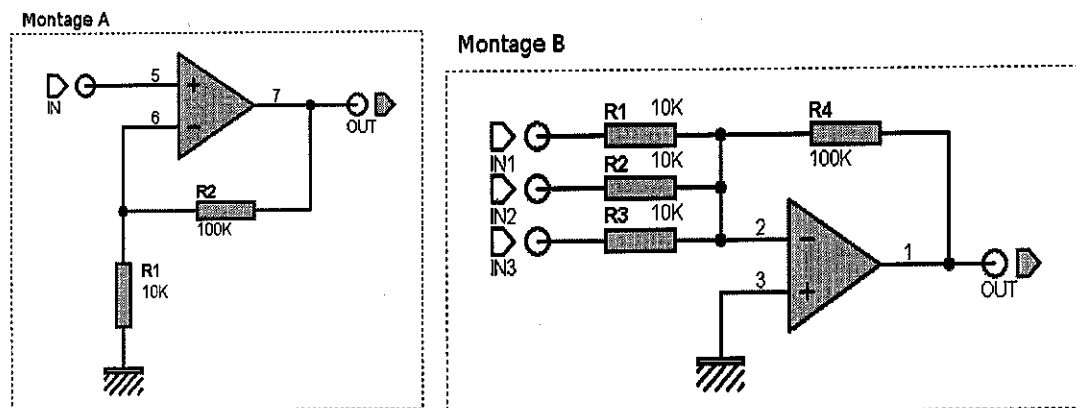 Montage A
IN
5
+
6
−
7
OUT
R2
100K
R1
10K
Montage B
IN1
R1
10K
IN2
R2
10K
IN3
R3
10K
R4
100K
2
−
3
+
1
OUT